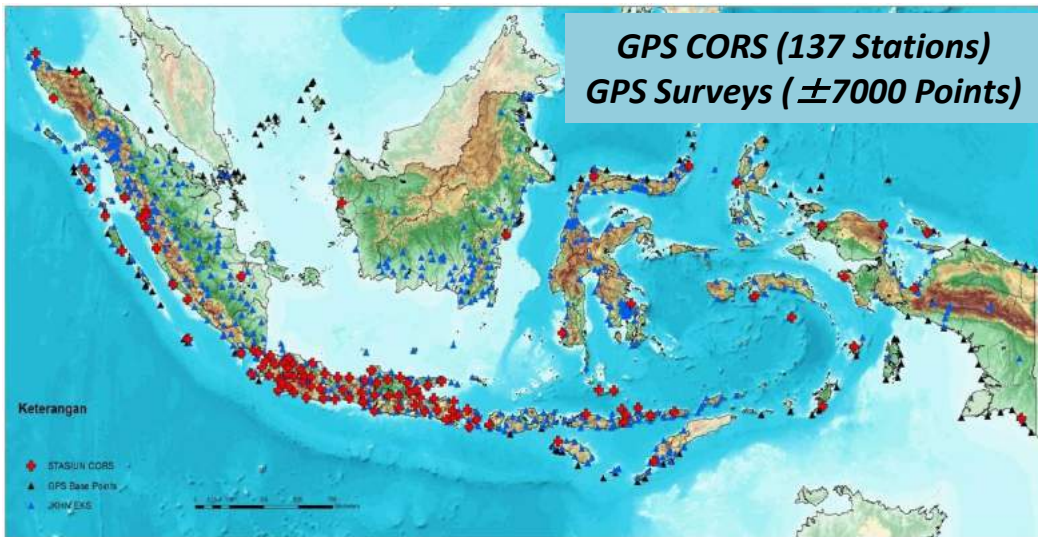 GPS CORS (137 Stations)
GPS Surveys (±7000 Points)
Keterangan
STASIUN CORS
GPS Base Points
JKHN EKS